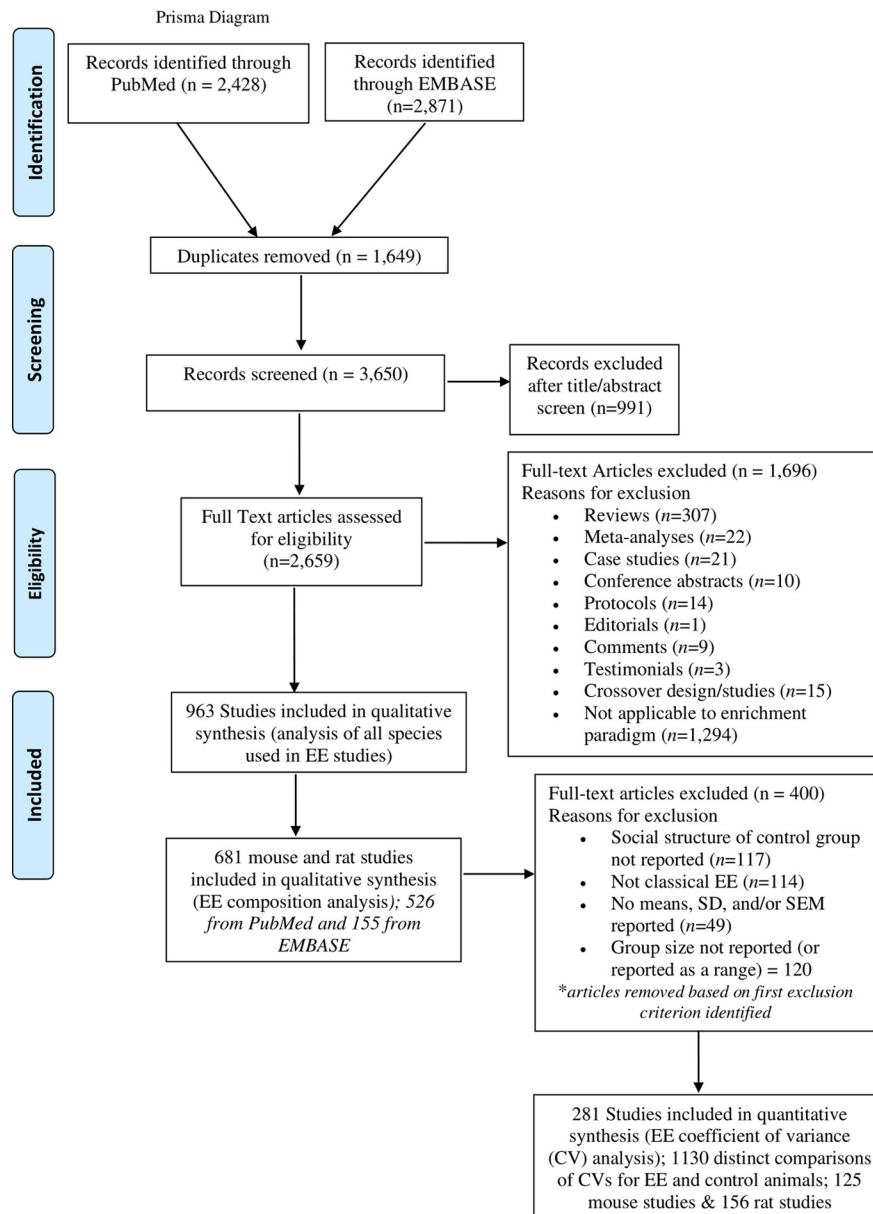 Prisma Diagram
Identification
Records identified through
PubMed (n = 2,428)
Records identified
through EMBASE
(n=2,871)
Duplicates removed (n = 1,649)
Screening
Records screened (n = 3,650)
Records excluded
after title/abstract
screen (n=991)
Eligibility
Full Text articles assessed
for eligibility
(n=2,659)
Full-text Articles excluded (n = 1,696)
Reasons for exclusion
• Reviews (n=307)
• Meta-analyses (n=22)
• Case studies (n=21)
• Conference abstracts (n=10)
• Protocols (n=14)
• Editorials (n=1)
• Comments (n=9)
• Testimonials (n=3)
• Crossover design/studies (n=15)
• Not applicable to enrichment
paradigm (n=1,294)
Included
963 Studies included in qualitative
synthesis (analysis of all species
used in EE studies)
681 mouse and rat studies
included in qualitative synthesis
(EE composition analysis); 526
from PubMed and 155 from
EMBASE
Full-text articles excluded (n = 400)
Reasons for exclusion
• Social structure of control group
not reported (n=117)
• Not classical EE (n=114)
• No means, SD, and/or SEM
reported (n=49)
• Group size not reported (or
reported as a range) = 120
*articles removed based on first exclusion
criterion identified
281 Studies included in quantitative
synthesis (EE coefficient of variance
(CV) analysis); 1130 distinct comparisons
of CVs for EE and control animals; 125
mouse studies & 156 rat studies